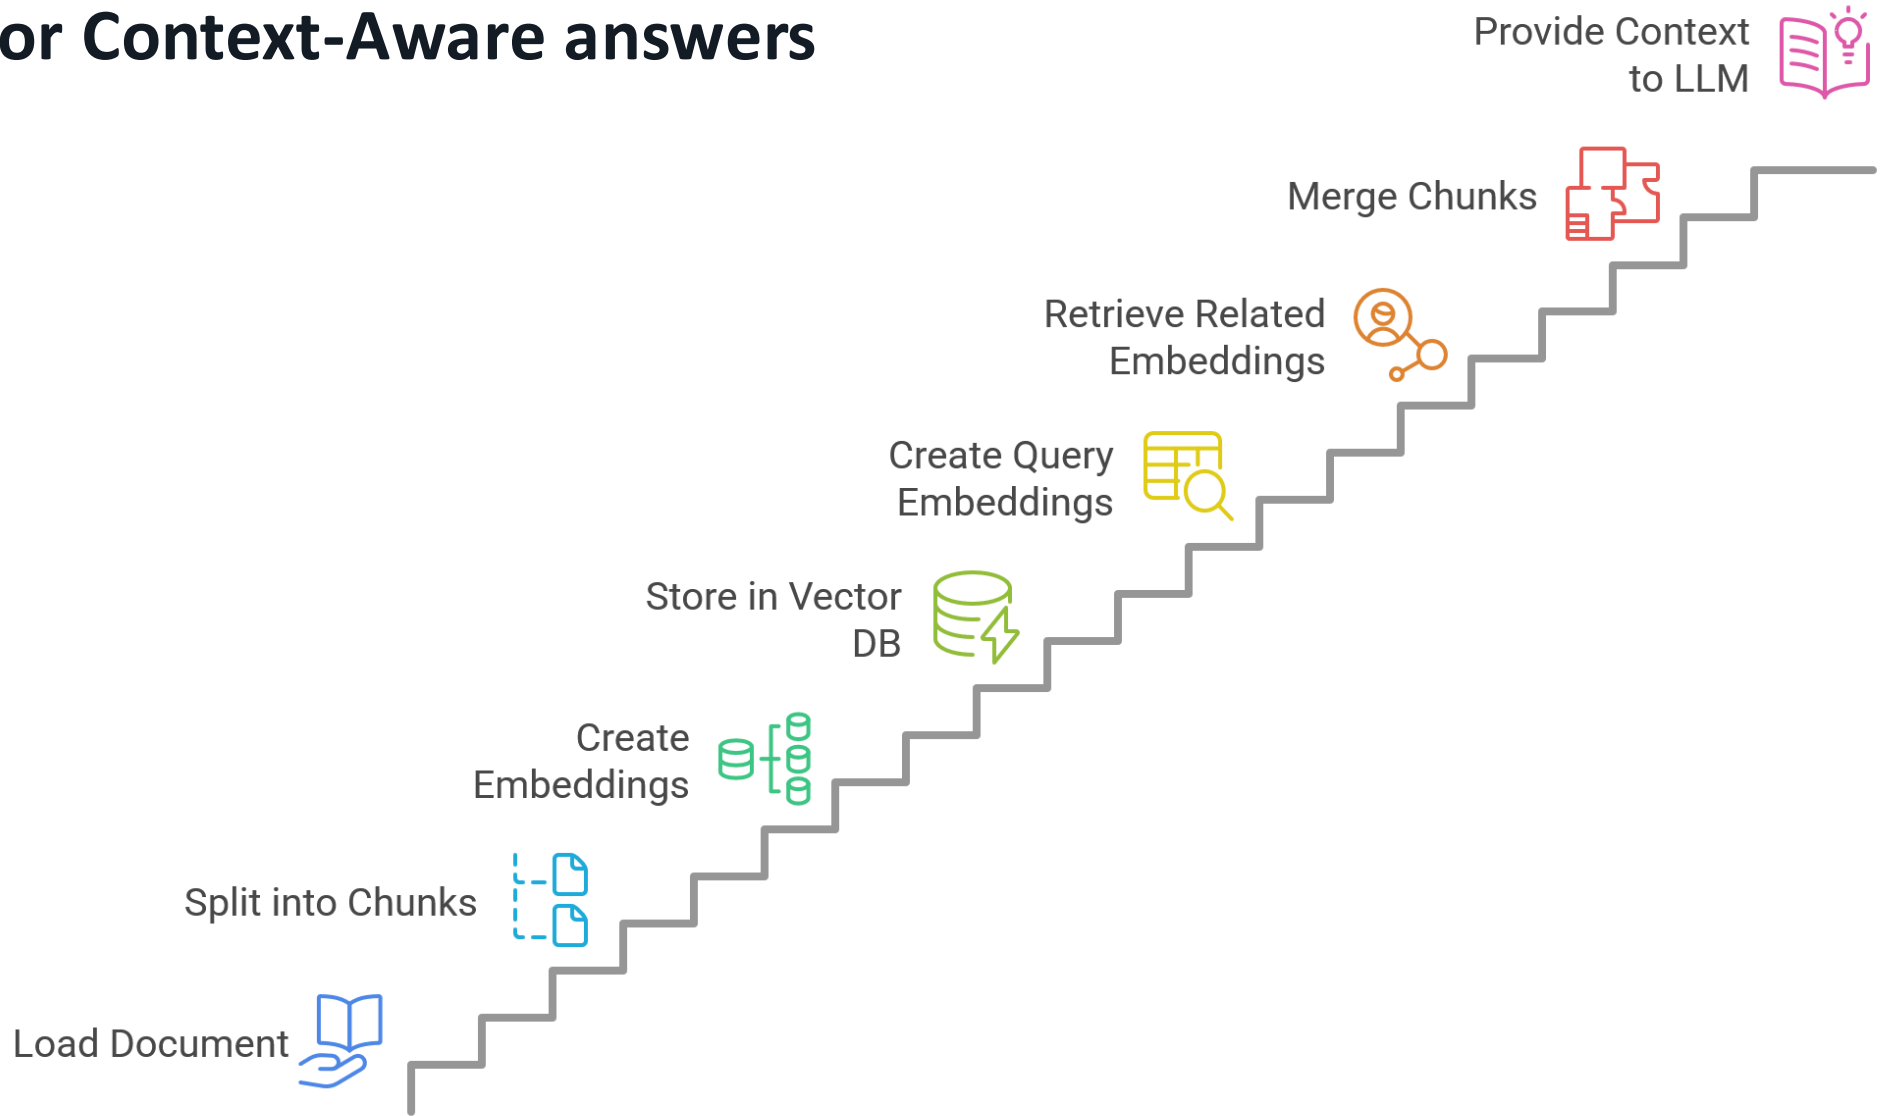 or Context-Aware answers
Provide Context
to LLM
Merge Chunks
Retrieve Related
Embeddings
Create Query
Embeddings
Store in Vector
DB
Create
Embeddings
Split into Chunks
Load Document